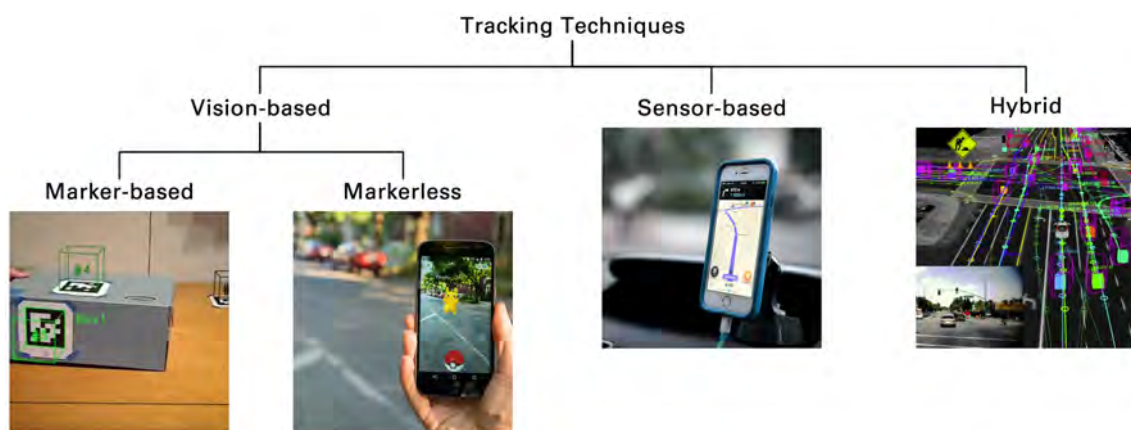 Tracking Techniques
Vision-based
Sensor-based
Hybrid
Marker-based
Markerless